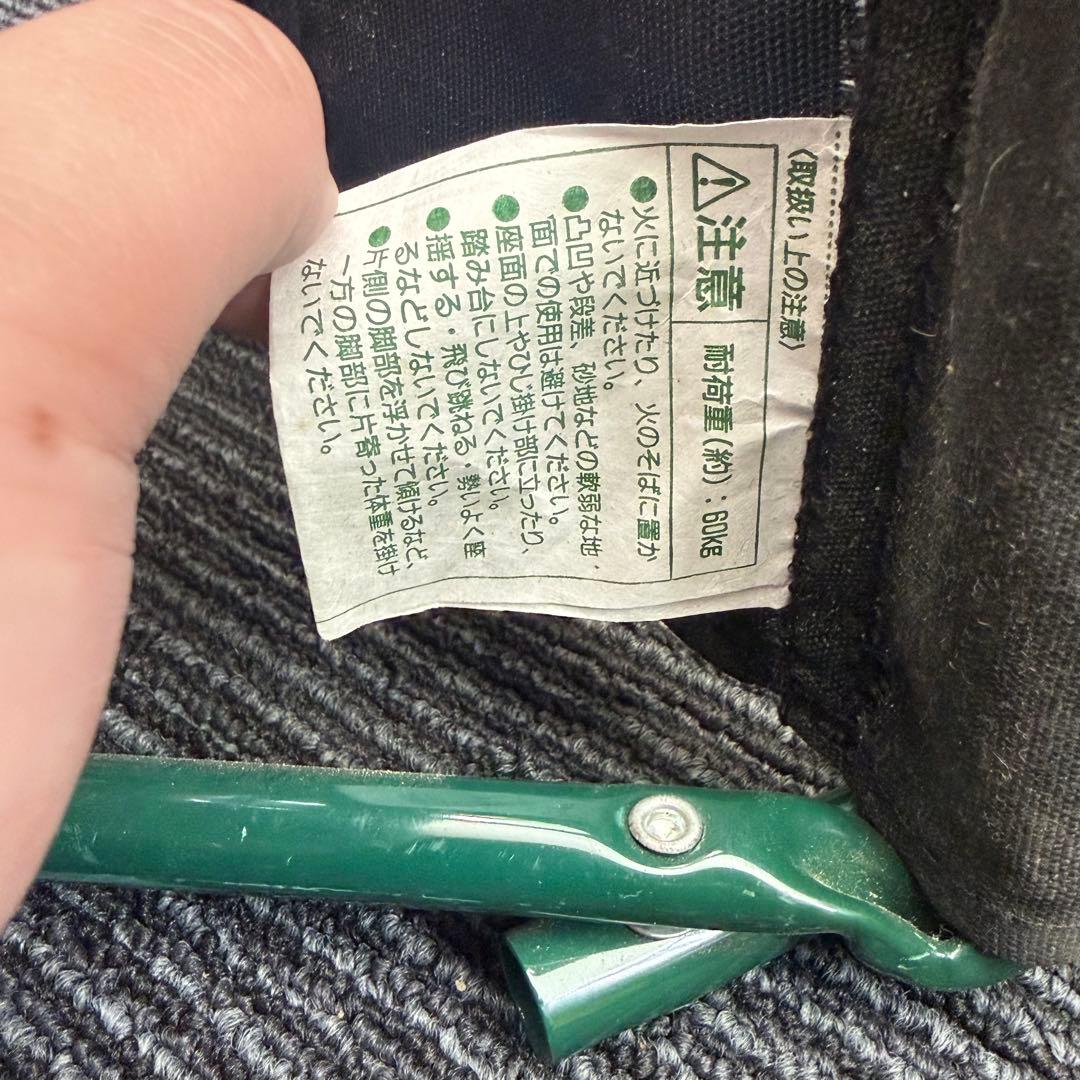 〈取扱い上の注意〉
⚠注意 耐荷重(約):60kg
●火に近づけたり、火のそばに置か
ないでください。
●凸凹や段差、砂地などの軟弱な地
面での使用は避けてください。
●座面の上やひじ掛け部に立ったり、
踏み台にしないでください。
●揺する・飛び跳ねる・勢いよく座
るなどしないでください。
●片側の脚部を浮かせて傾けるなど、
一方の脚部に片寄った体重を掛け
ないでください。